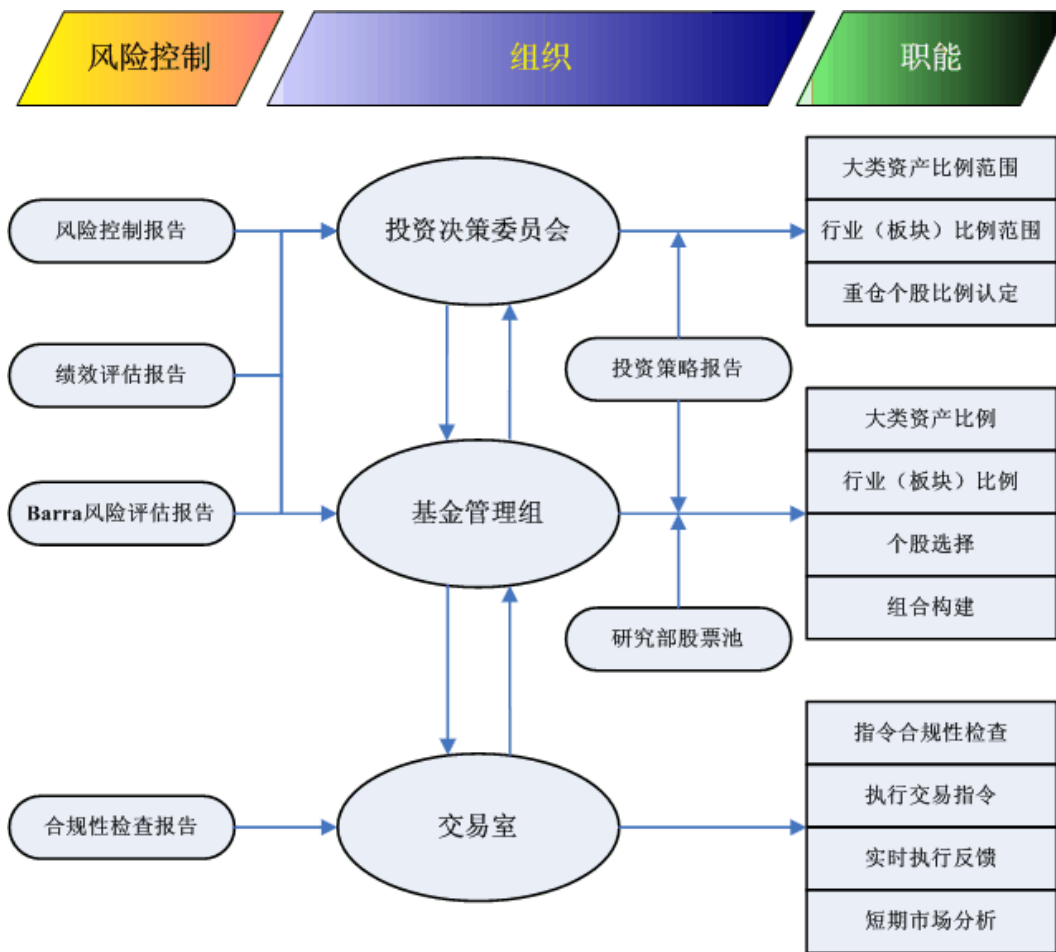 风险控制
组织
职能
大类资产比例范围
风险控制报告
投资决策委员会
行业（板块）比例范围
重仓个股比例认定
绩效评估报告
投资策略报告
大类资产比例
行业（板块）比例
Barra风险评估报告
基金管理组
个股选择
组合构建
研究部股票池
指令合规性检查
执行交易指令
合规性检查报告
交易室
实时执行反馈
短期市场分析